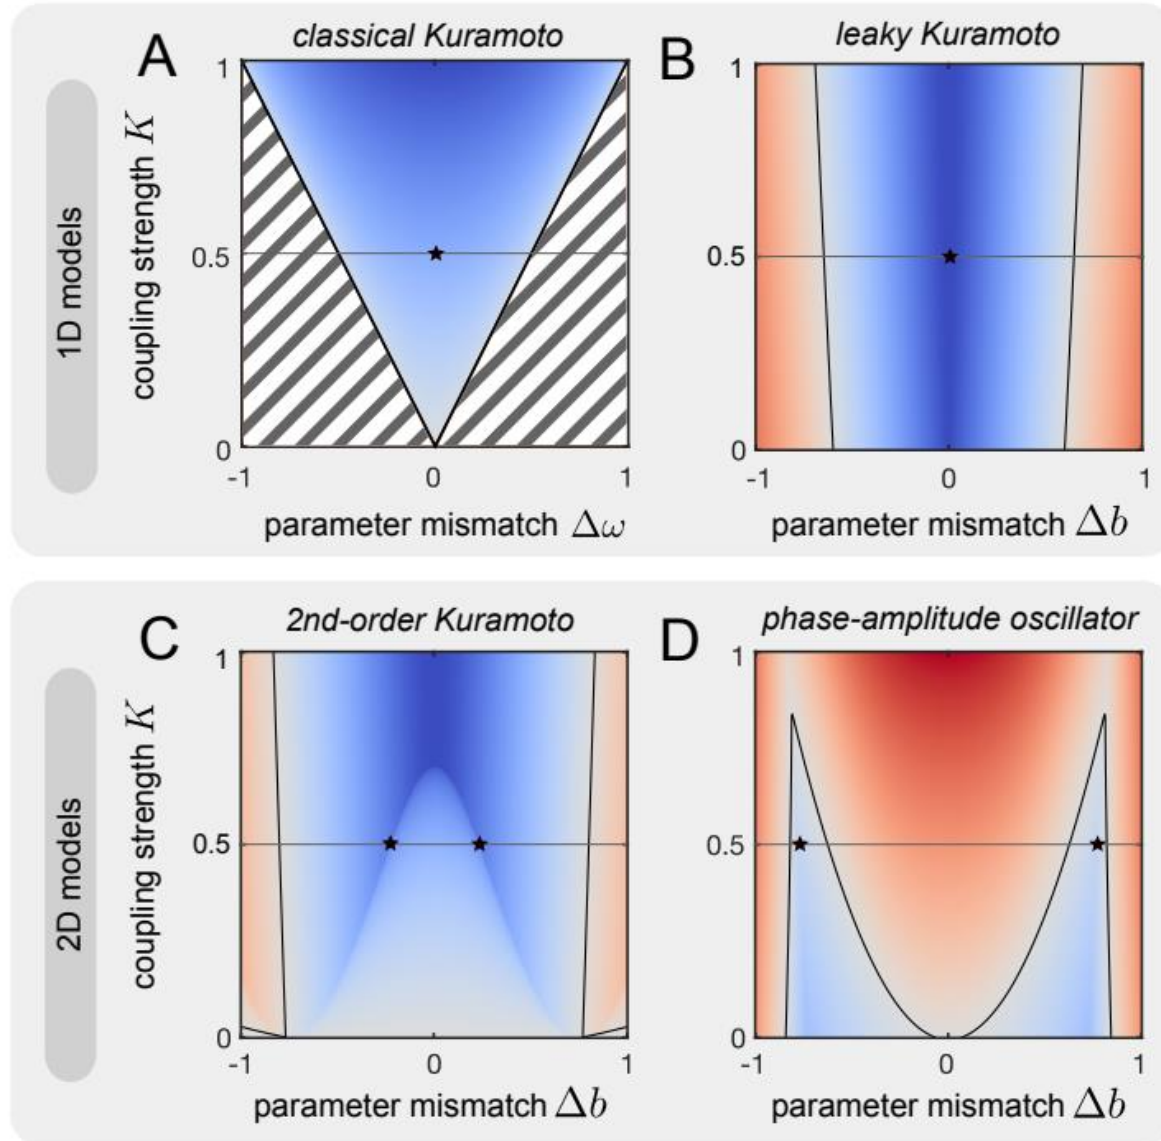 1D models
A
classical Kuramoto
coupling strength K
1
0.5
0
-1
0
1
parameter mismatch Δω
B
leaky Kuramoto
1
0.5
0
-1
0
1
parameter mismatch Δb
2D models
C
2nd-order Kuramoto
coupling strength K
1
0.5
0
-1
0
1
parameter mismatch Δb
D
phase-amplitude oscillator
1
0.5
0
-1
0
1
parameter mismatch Δb